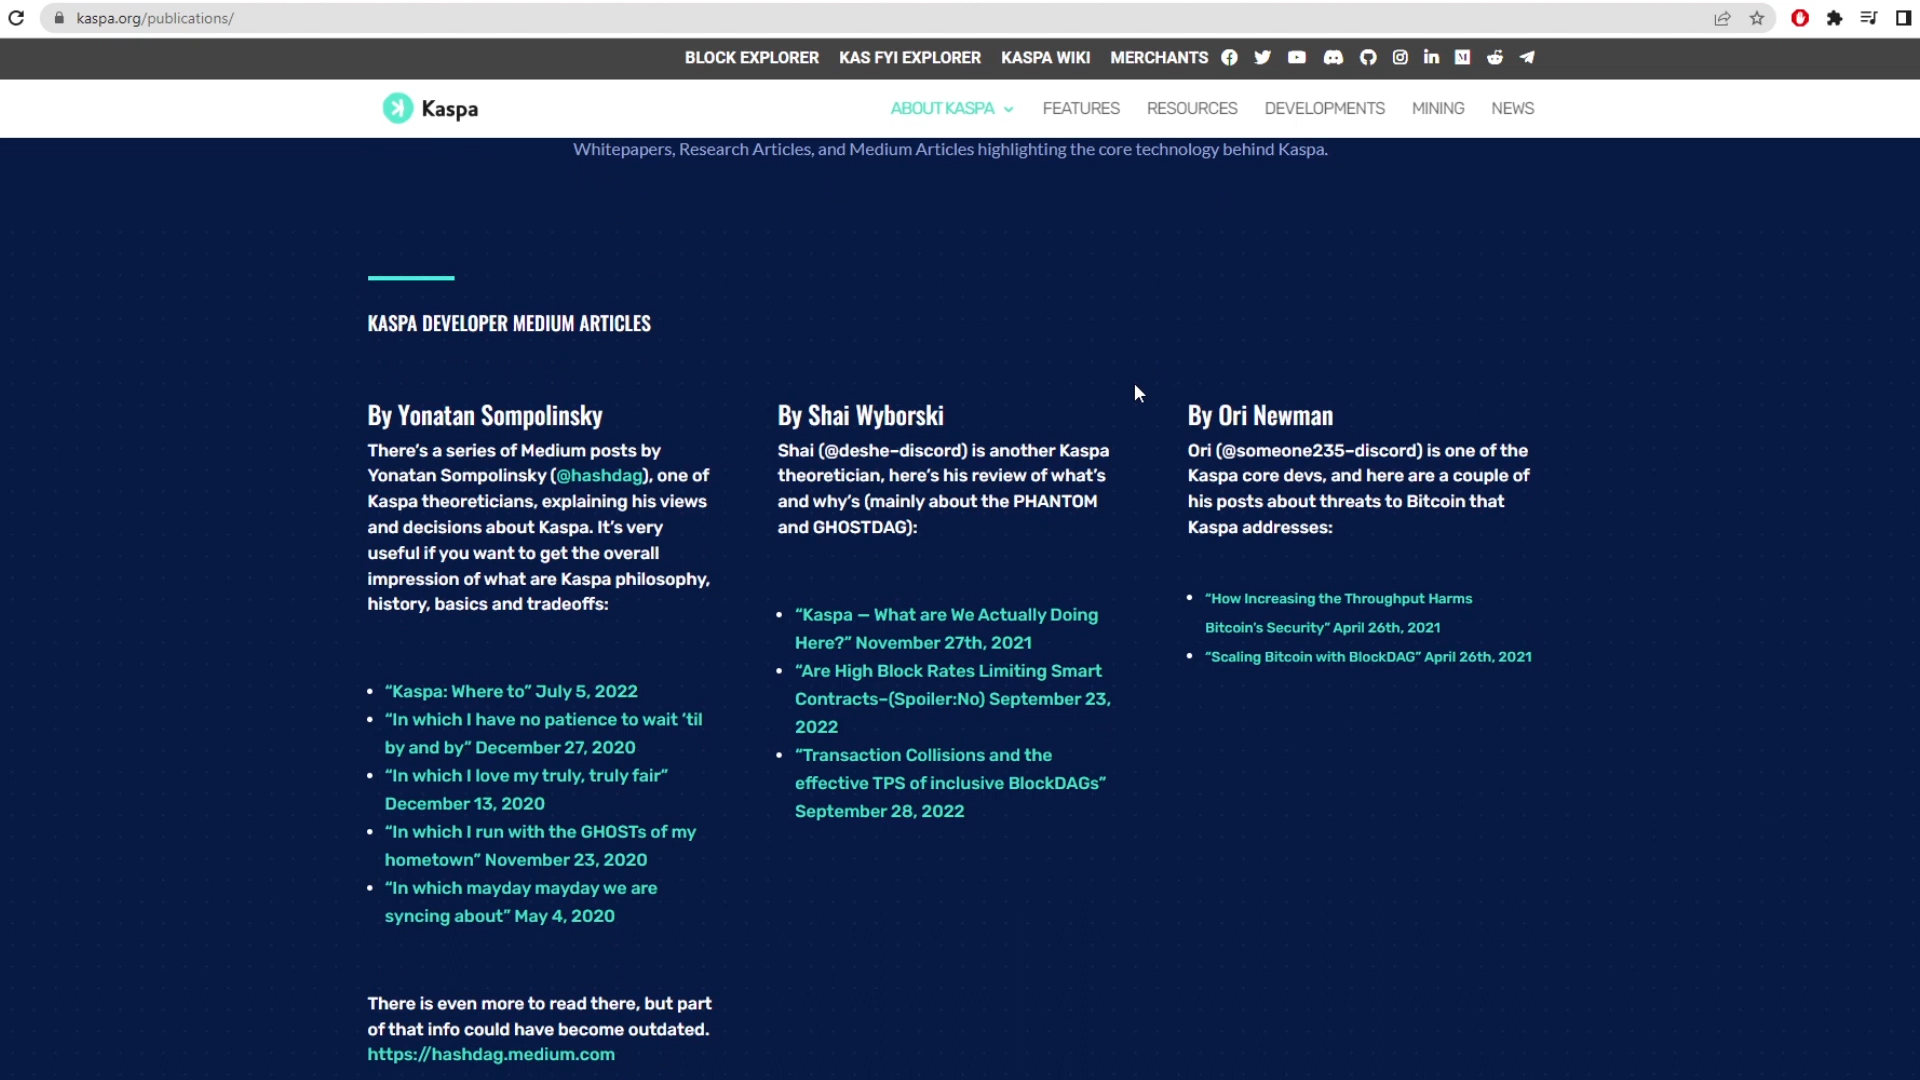 kaspa.org/publications/
BLOCK EXPLORER KAS FYI EXPLORER KASPA WIKI MERCHANTS
Kaspa
ABOUT KASPA FEATURES RESOURCES DEVELOPMENTS MINING NEWS
Whitepapers, Research Articles, and Medium Articles highlighting the core technology behind Kaspa.
KASPA DEVELOPER MEDIUM ARTICLES
By Yonatan Sompolinsky
There’s a series of Medium posts by
Yonatan Sompolinsky (@hashdag), one of
Kaspa theoreticians, explaining his views
and decisions about Kaspa. It’s very
useful if you want to get the overall
impression of what are Kaspa philosophy,
history, basics and tradeoffs:
“Kaspa: Where to” July 5, 2022
“In which I have no patience to wait ‘til
by and by” December 27, 2020
“In which I love my truly, truly fair”
December 13, 2020
“In which I run with the GHOSTs of my
hometown” November 23, 2020
“In which mayday mayday we are
syncing about” May 4, 2020
There is even more to read there, but part
of that info could have become outdated.
https://hashdag.medium.com
By Shai Wyborski
Shai (@deshe–discord) is another Kaspa
theoretician, here’s his review of what’s
and why’s (mainly about the PHANTOM
and GHOSTDAG):
“Kaspa — What are We Actually Doing
Here?” November 27th, 2021
“Are High Block Rates Limiting Smart
Contracts–(Spoiler:No) September 23,
2022
“Transaction Collisions and the
effective TPS of inclusive BlockDAGs”
September 28, 2022
By Ori Newman
Ori (@someone235–discord) is one of the
Kaspa core devs, and here are a couple of
his posts about threats to Bitcoin that
Kaspa addresses:
“How Increasing the Throughput Harms
Bitcoin’s Security” April 26th, 2021
“Scaling Bitcoin with BlockDAG” April 26th, 2021